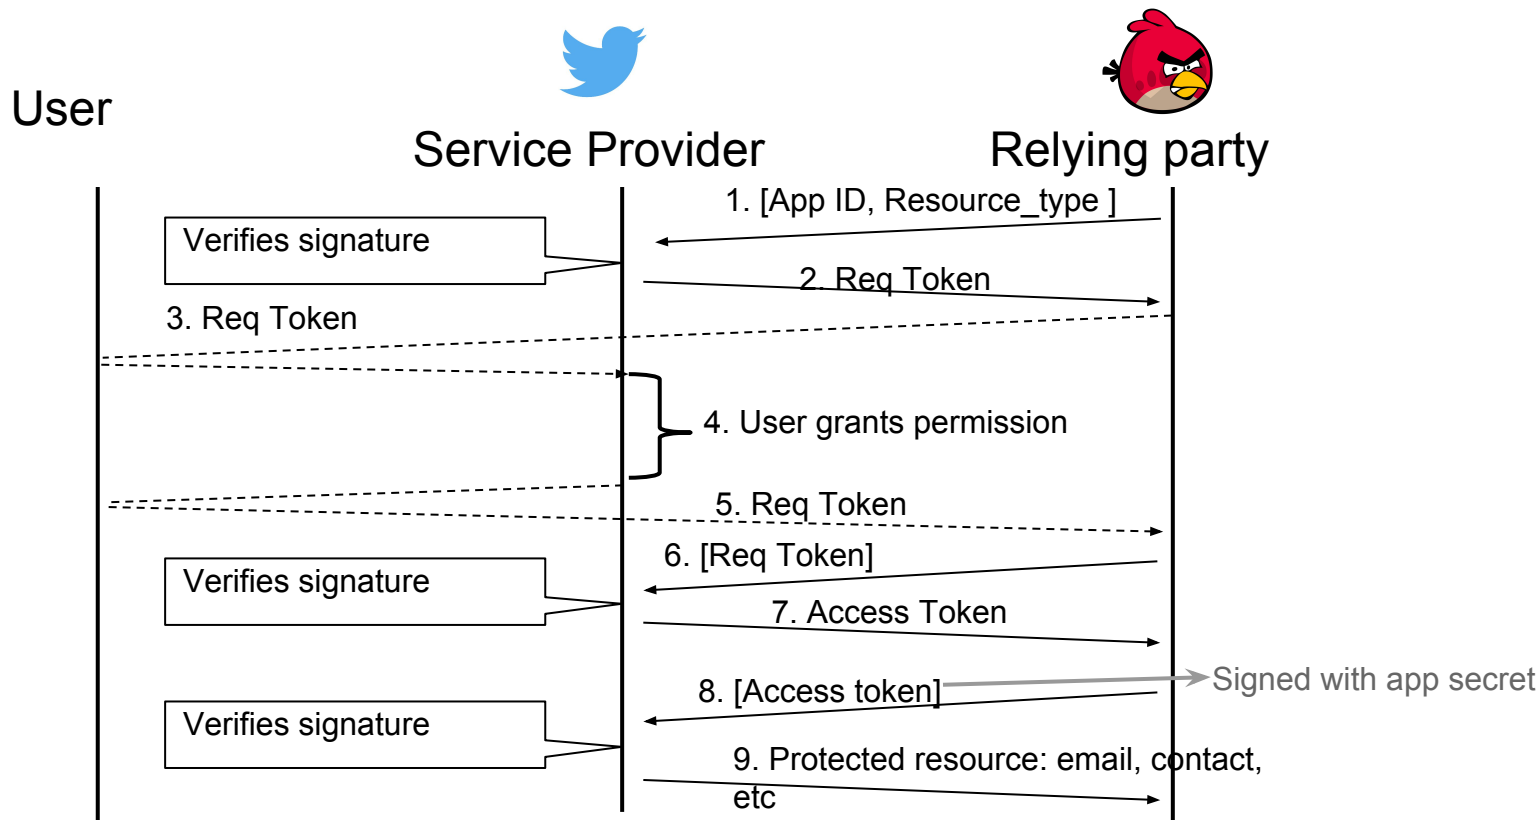 User
Service Provider
Relying party
1. [App ID, Resource_type ]
Verifies signature
2. Req Token
3. Req Token
4. User grants permission
5. Req Token
6. [Req Token]
Verifies signature
7. Access Token
Signed with app secret
8. [Access token]
Verifies signature
9. Protected resource: email, contact,
etc